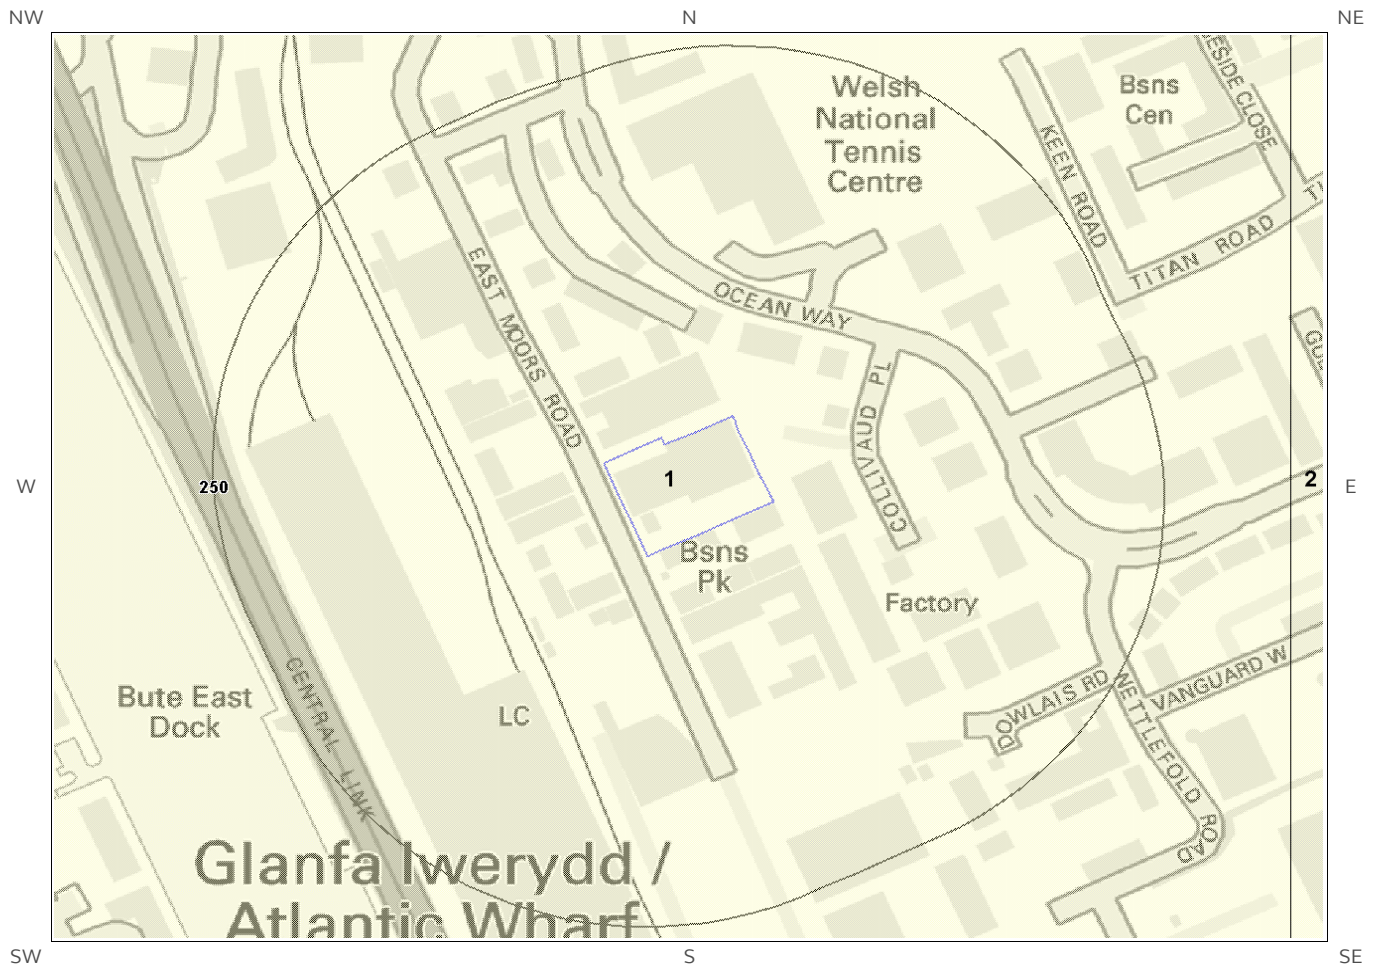 NW
N
NE
Welsh
National
Tennis
Centre
Bsns
Cen
ESIDE CLOSE
KEEN ROAD
TITAN ROAD
EAST MOORS ROAD
OCEAN WAY
COLLIVAUD PL
W
250
1
2
E
Bsns
Pk
Factory
CENTRAL LINK
Bute East
Dock
LC
DOWLAIS RD
VANGUARD W
NETTLEFOLD ROAD
Glanfa Iwerydd /
Atlantic Wharf
SW
S
SE